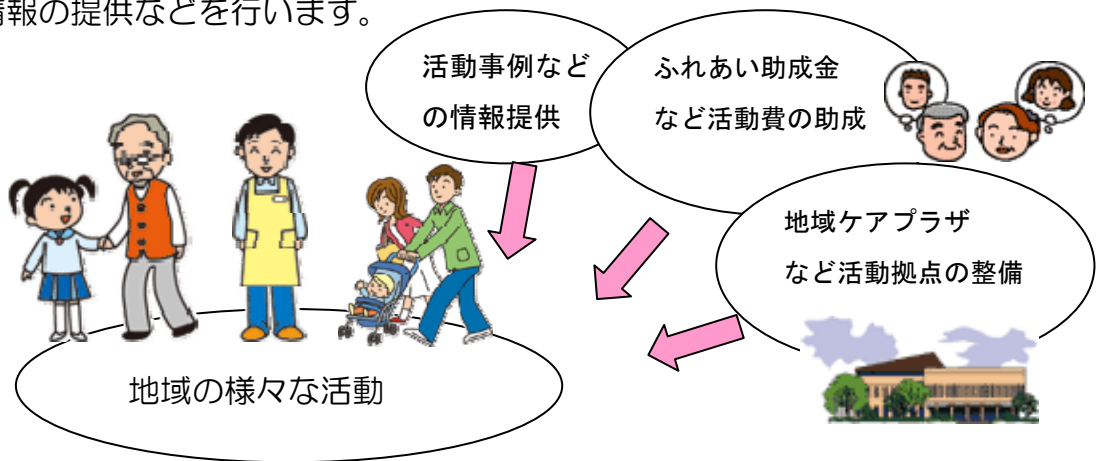 情報の提供などを行います。
活動事例など
の情報提供
ふれあい助成金
など活動費の助成
地域ケアプラザ
など活動拠点の整備
地域の様々な活動